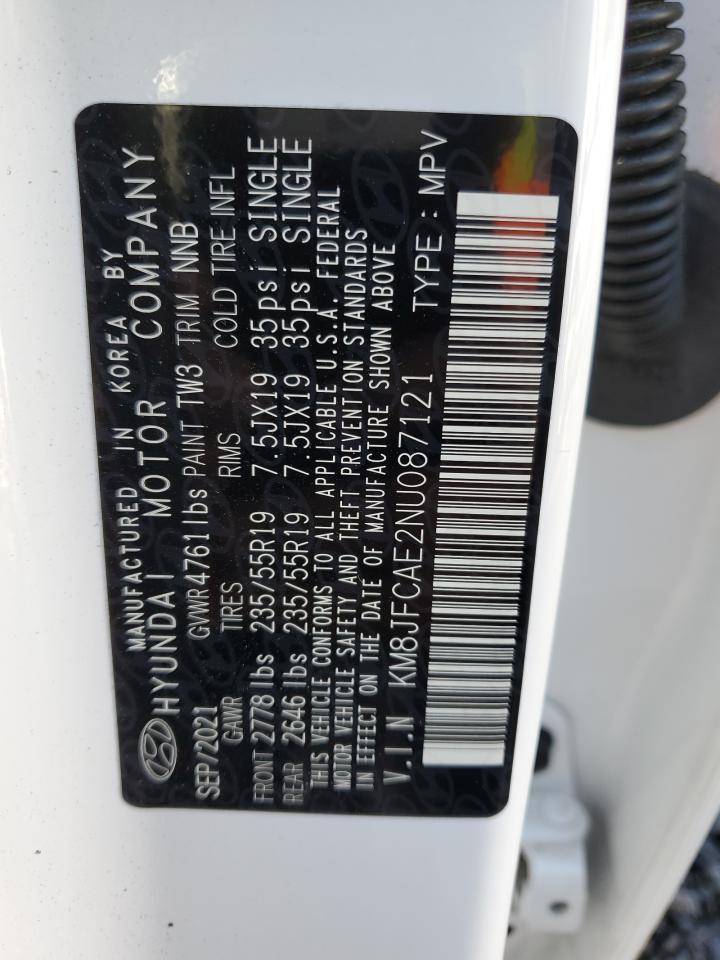 MANUFACTURED IN KOREA BY
HYUNDAI MOTOR COMPANY
SEP/2021 GVWR4761lbs PAINT TW3 TRIM NNB
GAWR TIRES RIMS COLD TIRE INFL
FRONT 2778 lbs 235/55R19 7.5JX19 35psi SINGLE
REAR 2646 lbs 235/55R19 7.5JX19 35psi SINGLE
THIS VEHICLE CONFORMS TO ALL APPLICABLE U.S.A. FEDERAL
MOTOR VEHICLE SAFETY AND THEFT PREVENTION STANDARDS
IN EFFECT ON THE DATE OF MANUFACTURE SHOWN ABOVE
V.I.N KM8JFCAE2NU087121 TYPE : MPV